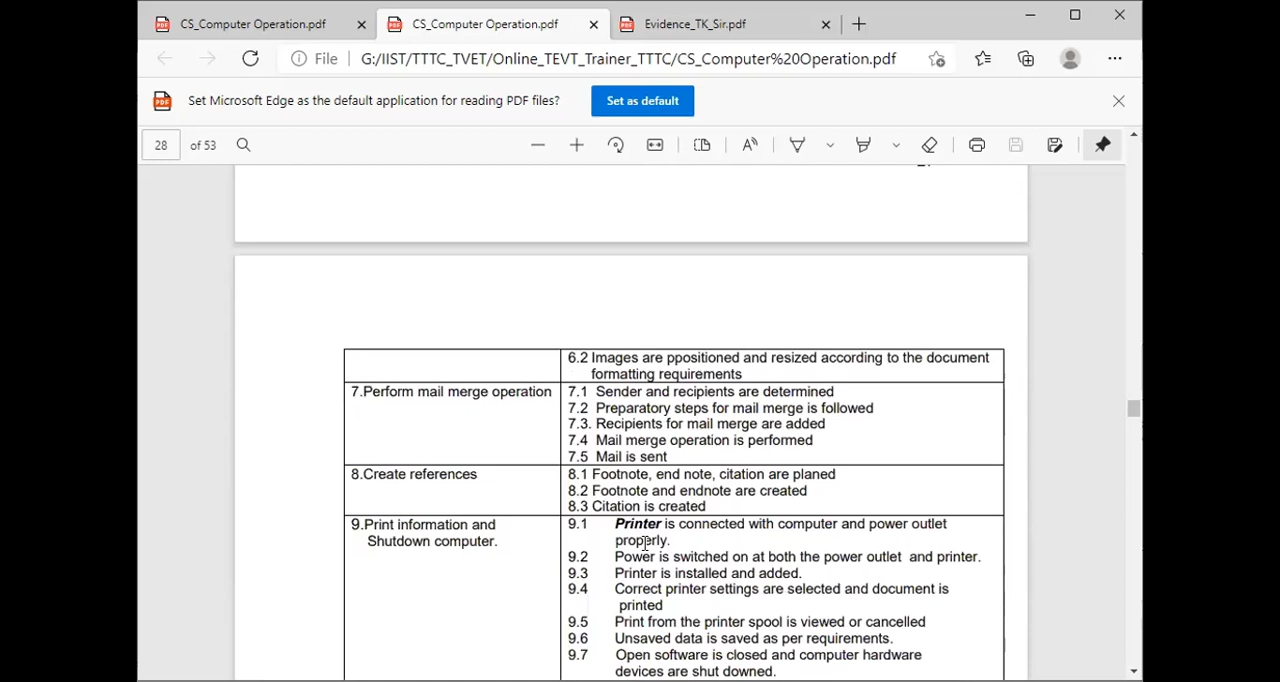 CS_Computer Operation.pdf
CS_Computer Operation.pdf
Evidence_TK_Sir.pdf
File
G:/IIST/TTTC_TVET/Online_TEVT_Trainer_TTTC/CS_Computer%20Operation.pdf
Set Microsoft Edge as the default application for reading PDF files?
Set as default
28 of 53
6.2 Images are ppositioned and resized according to the document
formatting requirements
7.Perform mail merge operation
7.1 Sender and recipients are determined
7.2 Preparatory steps for mail merge is followed
7.3. Recipients for mail merge are added
7.4 Mail merge operation is performed
7.5 Mail is sent
8.Create references
8.1 Footnote, end note, citation are planed
8.2 Footnote and endnote are created
8.3 Citation is created
9.Print information and
Shutdown computer.
9.1 Printer is connected with computer and power outlet
properly.
9.2 Power is switched on at both the power outlet and printer.
9.3 Printer is installed and added.
9.4 Correct printer settings are selected and document is
printed
9.5 Print from the printer spool is viewed or cancelled
9.6 Unsaved data is saved as per requirements.
9.7 Open software is closed and computer hardware
devices are shut downed.